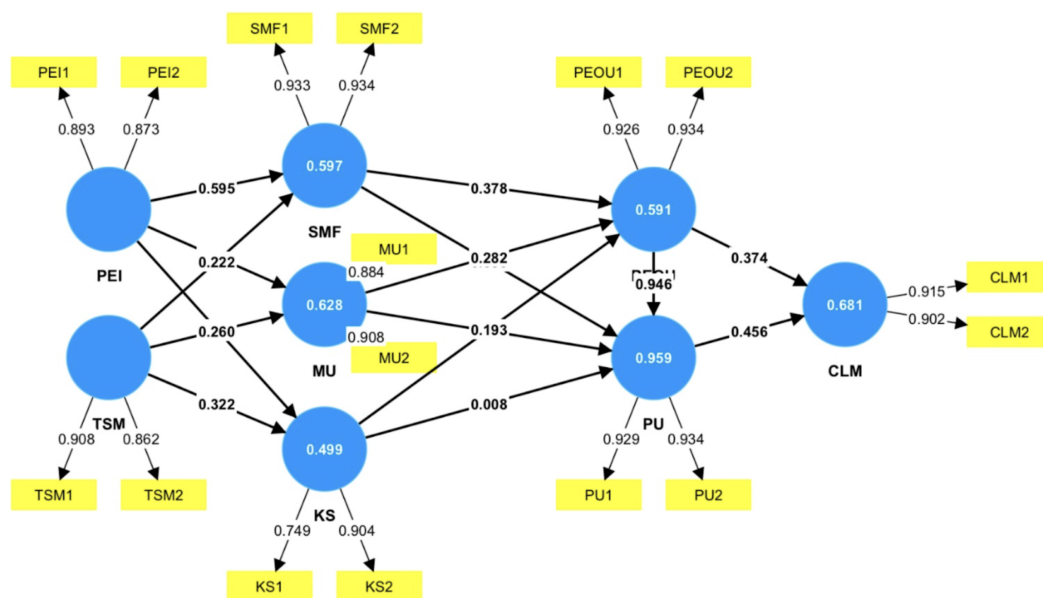 SMF1 SMF2
PEI1 PEI2 PEOU1 PEOU2
0.933 0.934
0.893 0.873 0.926 0.934
0.597
0.595 0.378
0.591
SMF
MU1
PEI 0.222 0.884 0.282 0.374
0.946
CLM1
0.915
0.628 0.681
0.902
CLM2
0.260 0.908 0.193 0.456
MU2
0.959
MU CLM
0.322 0.008
TSM PU
0.908 0.862 0.929 0.934
0.499
TSM1 TSM2 PU1 PU2
KS
0.749 0.904
KS1 KS2